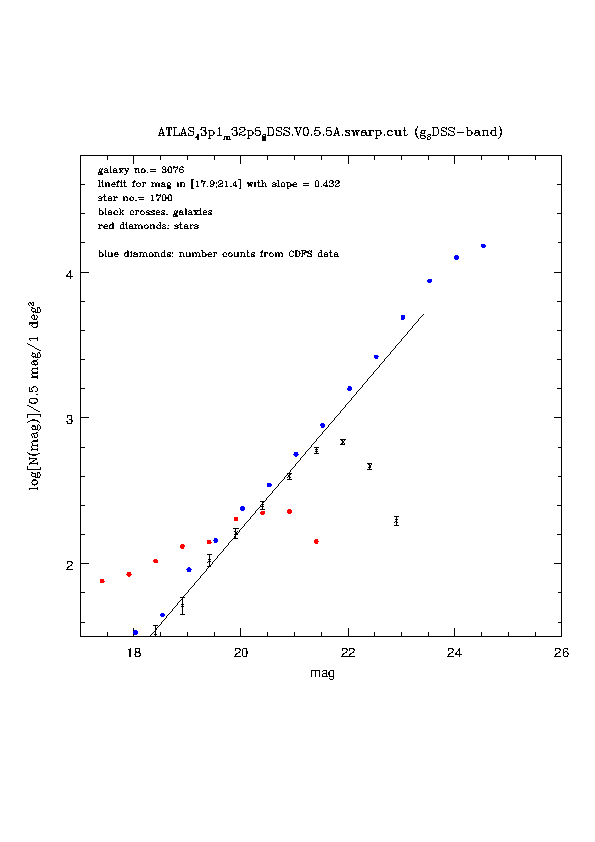 ATLAS₄3p1ₘ32p5gDSS.V0.5.5A.swarp.cut (gSDSS-band)
galaxy no.= 3076
linefit for mag in [17.9;21.4] with slope = 0.432
star no.= 1700
black crosses: galaxies
red diamonds: stars
blue diamonds: number counts from CDFS data
log[N(mag)]/0.5 mag/1 deg²
4
3
2
18 20 22 24 26
mag